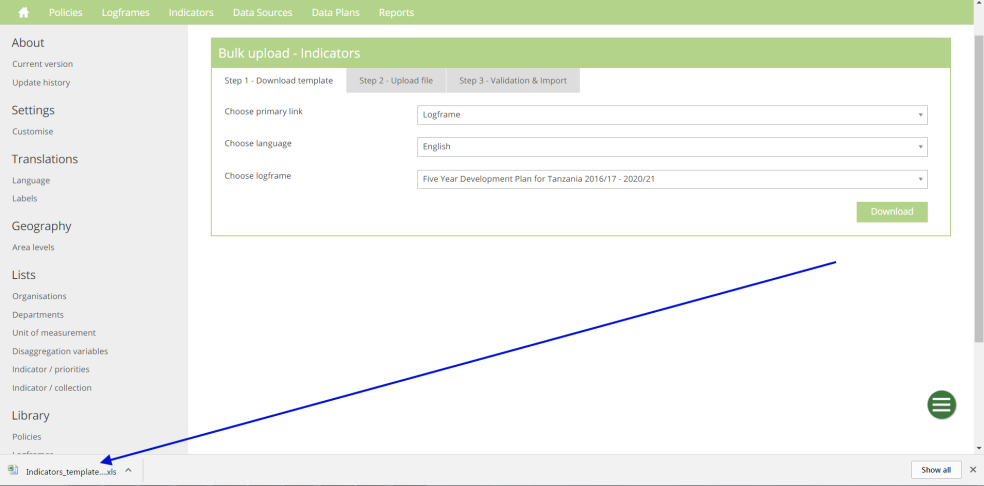 Policies Logframes Indicators Data Sources Data Plans Reports
About
Current version
Update history
Settings
Customise
Translations
Language
Labels
Geography
Area levels
Lists
Organisations
Departments
Unit of measurement
Disaggregation variables
Indicator / priorities
Indicator / collection
Library
Policies
Logframes
Bulk upload - Indicators
Step 1 - Download template Step 2 - Upload file Step 3 - Validation & Import
Choose primary link Logframe
Choose language English
Choose logframe Five Year Development Plan for Tanzania 2016/17 - 2020/21
Download
Indicators_template....xls Show all